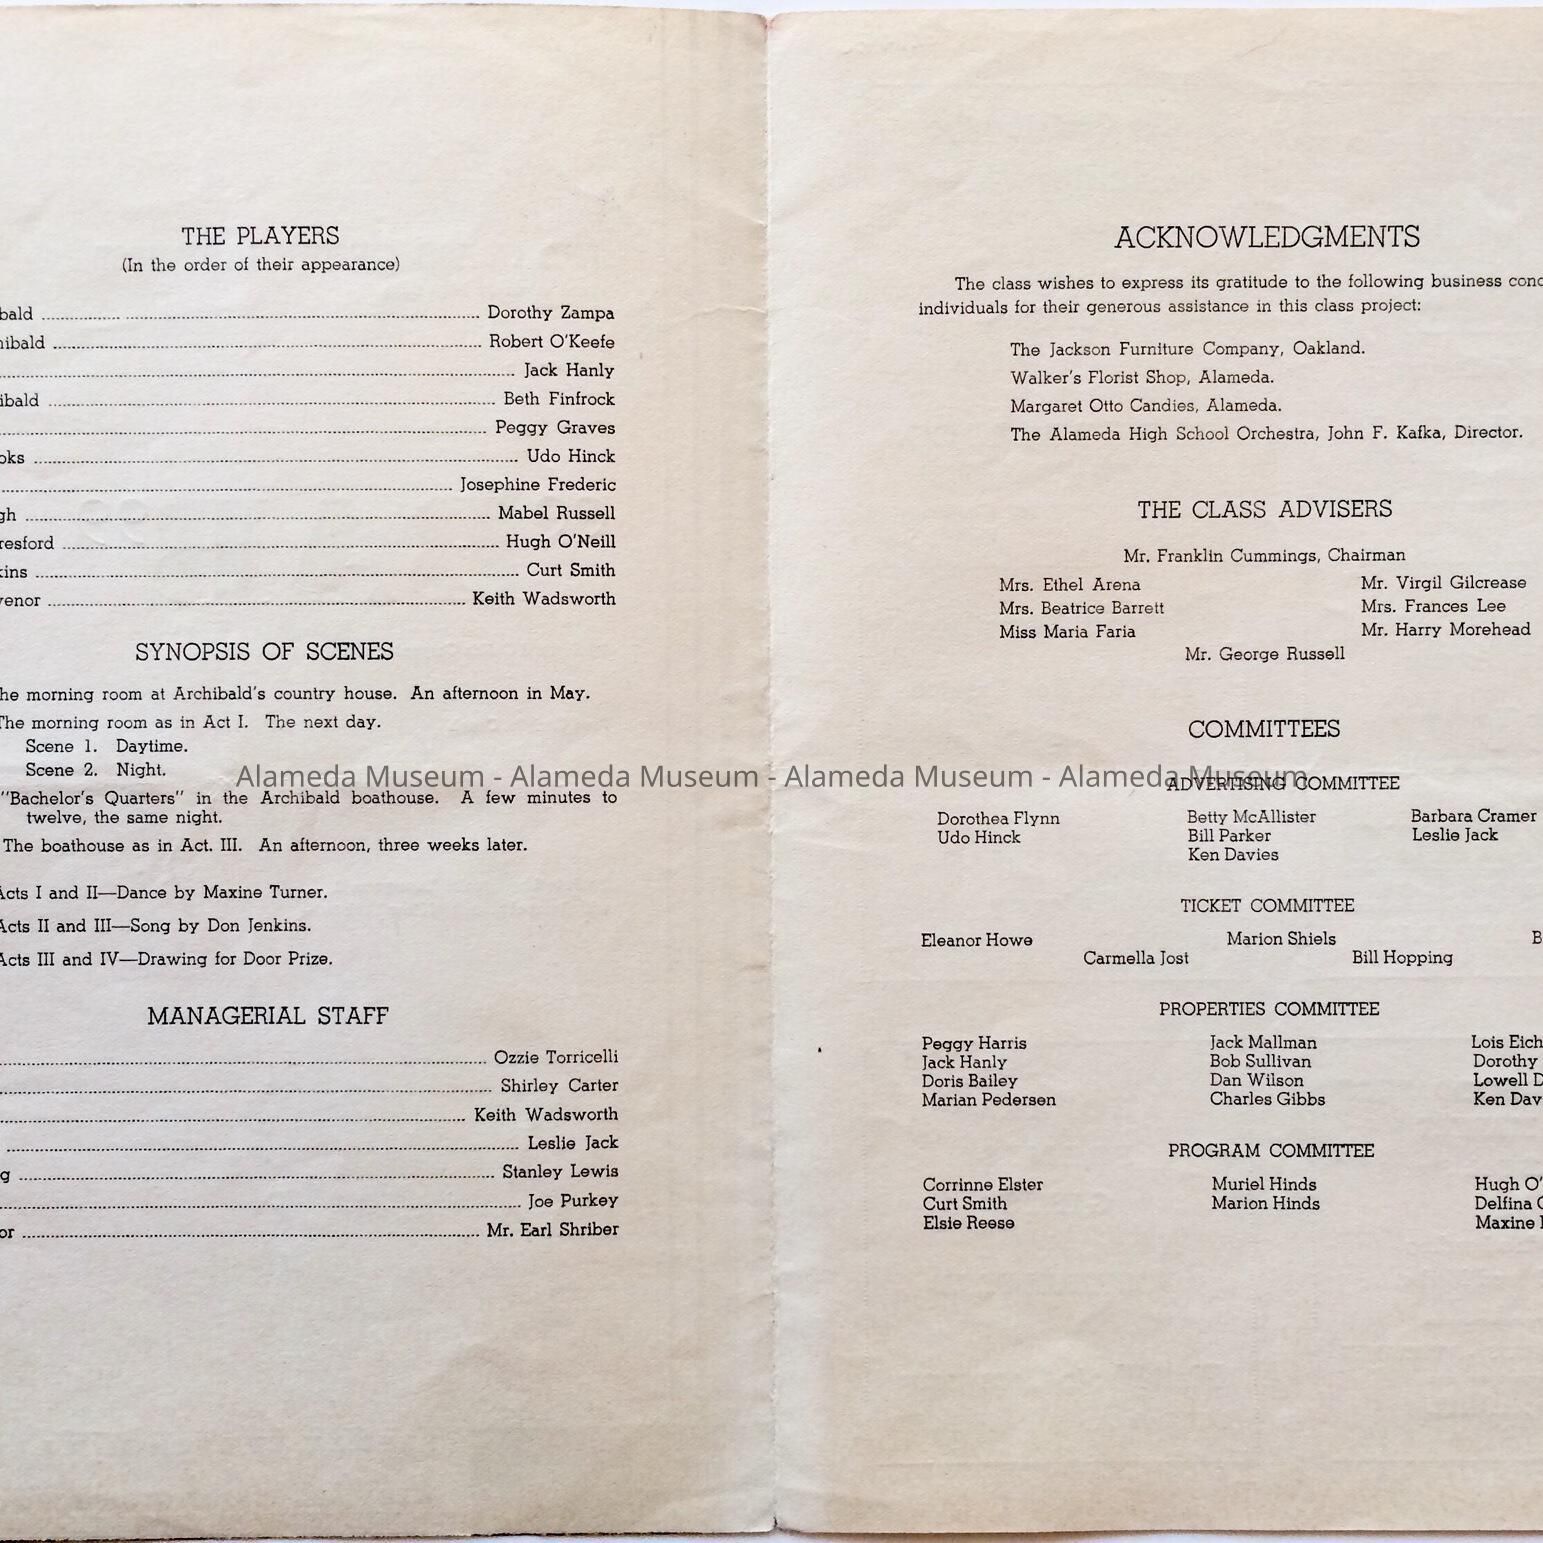 THE PLAYERS
(In the order of their appearance)
Dorothy Zampa
Robert O'Keefe
Jack Hanly
Beth Finfrock
Peggy Graves
Udo Hinck
Josephine Frederic
Mabel Russell
Hugh O'Neill
Curt Smith
Keith Wadsworth
SYNOPSIS OF SCENES
morning room at Archibald's country house. An afternoon in May.
The morning room as in Act I. The next day.
Scene 1. Daytime.
Scene 2. Night.
"Bachelor's Quarters" in the Archibald boathouse. A few minutes to
twelve, the same night.
The boathouse as in Act. III. An afternoon, three weeks later.
Acts I and II—Dance by Maxine Turner.
Acts II and III—Song by Don Jenkins.
Acts III and IV—Drawing for Door Prize.
MANAGERIAL STAFF
Ozzie Torricelli
Shirley Carter
Keith Wadsworth
Leslie Jack
Stanley Lewis
Joe Purkey
Mr. Earl Shriber
ACKNOWLEDGMENTS
The class wishes to express its gratitude to the following business
individuals for their generous assistance in this class project:
The Jackson Furniture Company, Oakland.
Walker's Florist Shop, Alameda.
Margaret Otto Candies, Alameda.
The Alameda High School Orchestra, John F. Kafka, Director.
THE CLASS ADVISERS
Mr. Franklin Cummings, Chairman
Mrs. Ethel Arena Mr. Virgil Gilcrease
Mrs. Beatrice Barrett Mrs. Frances Lee
Miss Maria Faria Mr. Harry Morehead
Mr. George Russell
COMMITTEES
Alameda Museum - Alameda Museum - Alameda Museum - Alameda Museum
ADVERTISING COMMITTEE
Dorothea Flynn Betty McAllister Barbara Cramer
Udo Hinck Bill Parker Leslie Jack
Ken Davies
TICKET COMMITTEE
Eleanor Howe Marion Shiels
Carmella Jost Bill Hopping
PROPERTIES COMMITTEE
Peggy Harris Jack Mallman Lois
Jack Hanly Bob Sullivan Dorothy
Doris Bailey Dan Wilson Lowell
Marian Pedersen Charles Gibbs Ken
PROGRAM COMMITTEE
Corrinne Elster Muriel Hinds Hugh
Curt Smith Marion Hinds Delfina
Elsie Reese Maxine